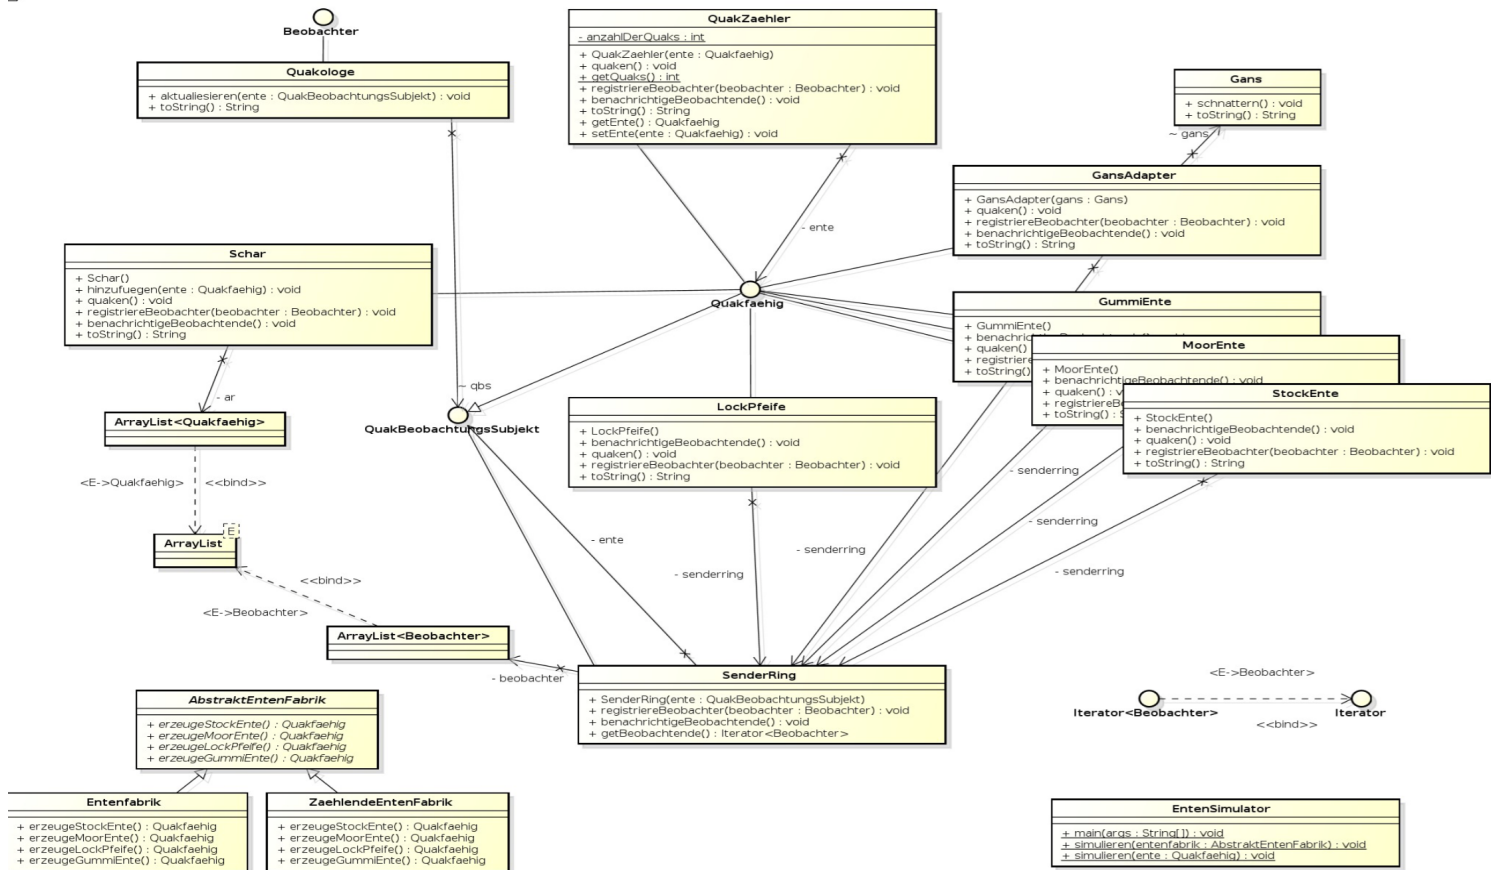 Beobachter
Quakologe
+ aktualiesieren(ente : QuakBeobachtungsSubjekt) : void
+ toString() : String
QuakZaehler
- anzahlDerQuaks : int
+ QuakZaehler(ente : Quakfaehig)
+ quaken() : void
+ getQuaks() : int
+ registriereBeobachter(beobachter : Beobachter) : void
+ benachrichtigeBeobachtende() : void
+ toString() : String
+ getEnte() : Quakfaehig
+ setEnte(ente : Quakfaehig) : void
Gans
+ schnattern() : void
+ toString() : String
~ gans
GansAdapter
+ GansAdapter(gans : Gans)
+ quaken() : void
+ registriereBeobachter(beobachter : Beobachter) : void
+ benachrichtigeBeobachtende() : void
+ toString() : String
- ente
Schar
+ Schar()
+ hinzufuegen(ente : Quakfaehig) : void
+ quaken() : void
+ registriereBeobachter(beobachter : Beobachter) : void
+ benachrichtigeBeobachtende() : void
+ toString() : String
Quakfaehig
GummiEnte
+ GummiEnte()
+ quaken()
+ toString()
MoorEnte
+ MoorEnte()
+ benachrichtigeBeobachtende() : void
+ quaken() : v
+ registriereB
+ toString() : S
StockEnte
+ StockEnte()
+ benachrichtigeBeobachtende() : void
+ quaken() : void
+ registriereBeobachter(beobachter : Beobachter) : void
+ toString() : String
~ qbs
- ar
QuakBeobachtungsSubjekt
LockPfeife
+ LockPfeife()
+ benachrichtigeBeobachtende() : void
+ quaken() : void
+ registriereBeobachter(beobachter : Beobachter) : void
+ toString() : String
ArrayList<Quakfaehig>
<E->Quakfaehig>
<<bind>>
E
ArrayList
<<bind>>
<E->Beobachter>
ArrayList<Beobachter>
- ente
- senderring
- senderring
- senderring
- senderring
- senderring
- beobachter
SenderRing
+ SenderRing(ente : QuakBeobachtungsSubjekt)
+ registriereBeobachter(beobachter : Beobachter) : void
+ benachrichtigeBeobachtende() : void
+ getBeobachtende() : Iterator<Beobachter>
<E->Beobachter>
Iterator<Beobachter>
Iterator
<<bind>>
AbstraktEntenFabrik
+ erzeugeStockEnte() : Quakfaehig
+ erzeugeMoorEnte() : Quakfaehig
+ erzeugeLockPfeife() : Quakfaehig
+ erzeugeGummiEnte() : Quakfaehig
Entenfabrik
+ erzeugeStockEnte() : Quakfaehig
+ erzeugeMoorEnte() : Quakfaehig
+ erzeugeLockPfeife() : Quakfaehig
+ erzeugeGummiEnte() : Quakfaehig
ZaehlendeEntenFabrik
+ erzeugeStockEnte() : Quakfaehig
+ erzeugeMoorEnte() : Quakfaehig
+ erzeugeLockPfeife() : Quakfaehig
+ erzeugeGummiEnte() : Quakfaehig
EntenSimulator
+ main(args : String[]) : void
+ simulieren(entenfabrik : AbstraktEntenFabrik) : void
+ simulieren(ente : Quakfaehig) : void